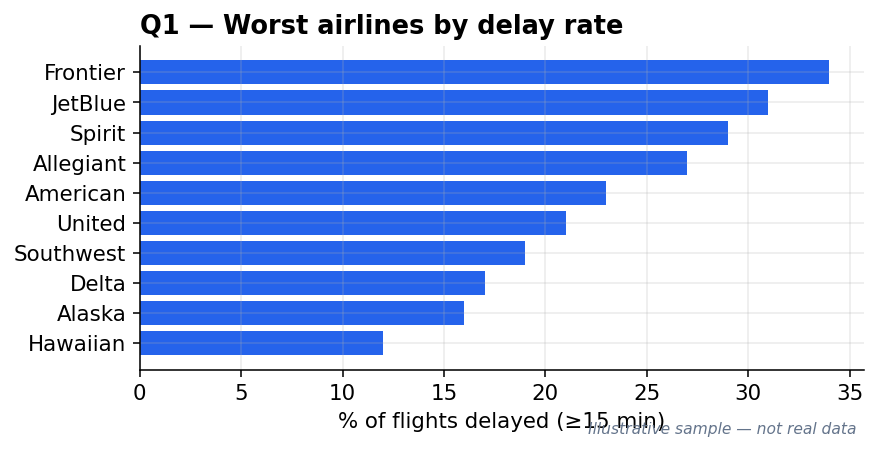 Q1 — Worst airlines by delay rate
Frontier
JetBlue
Spirit
Allegiant
American
United
Southwest
Delta
Alaska
Hawaiian
0 5 10 15 20 25 30 35
% of flights delayed (≥15 min)
Illustrative sample — not real data